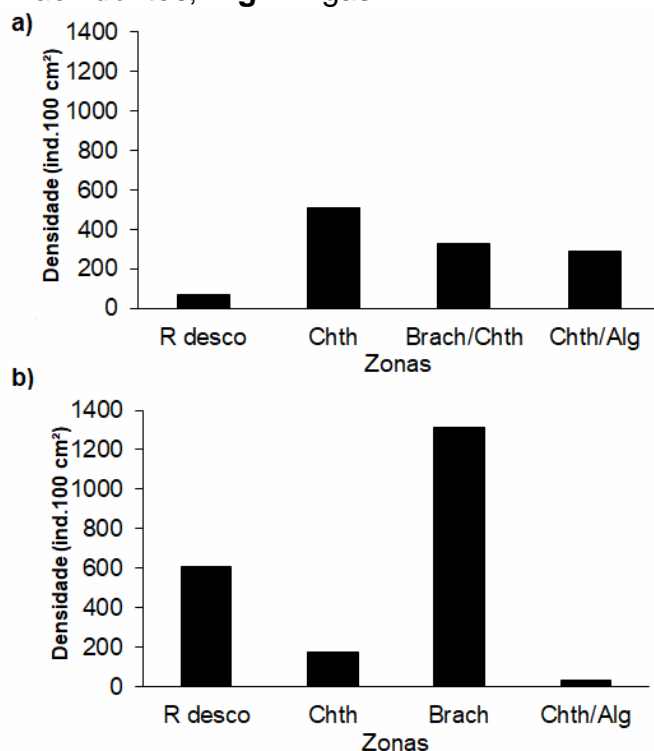 a)
Densidade (ind.100 cm²)
1400
1200
1000
800
600
400
200
0
R desco Chth Brach/Chth Chth/Alg
Zonas
b)
Densidade (ind.100 cm²)
1400
1200
1000
800
600
400
200
0
R desco Chth Brach Chth/Alg
Zonas